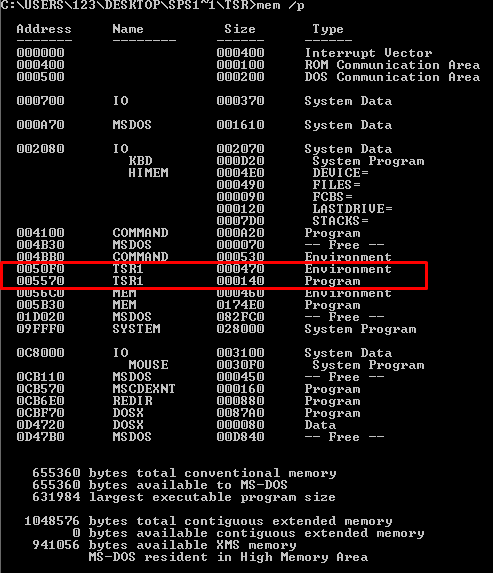 C:\USERS\123\DESKTOP\SPS1~1\TSR>mem /p
Address Name Size Type
------- -------- ------ ------
000000 000400 Interrupt Vector
000400 000100 ROM Communication Area
000500 000200 DOS Communication Area
000700 IO 000370 System Data
000A70 MSDOS 001610 System Data
002080 IO 002070 System Data
KBD 000D20 System Program
HIMEM 0004E0 DEVICE=
000490 FILES=
000090 FCBS=
000120 LASTDRIVE=
0007D0 STACKS=
004100 COMMAND 000A20 Program
004B30 MSDOS 000070 -- Free --
004BB0 COMMAND 000530 Environment
0050F0 TSR1 000470 Environment
005570 TSR1 000140 Program
0056C0 MEM 000460 Environment
005B30 MEM 0174E0 Program
01D020 MSDOS 082FC0 -- Free --
09FFF0 SYSTEM 028000 System Program
0C8000 IO 003100 System Data
MOUSE 0030F0 System Program
0CB110 MSDOS 000450 -- Free --
0CB570 MSCDEXNT 000160 Program
0CB6E0 REDIR 000880 Program
0CBF70 DOSX 0087A0 Program
0D4720 DOSX 000080 Data
0D47B0 MSDOS 00D840 -- Free --
655360 bytes total conventional memory
655360 bytes available to MS-DOS
631984 largest executable program size
1048576 bytes total contiguous extended memory
0 bytes available contiguous extended memory
941056 bytes available XMS memory
MS-DOS resident in High Memory Area